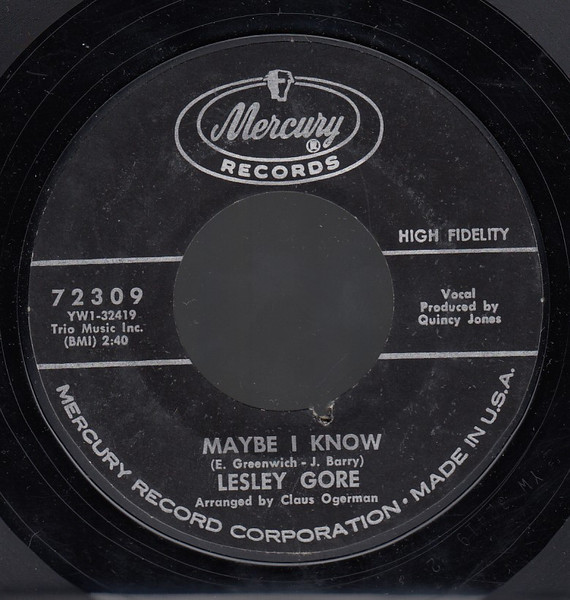 Mercury
®
RECORDS
HIGH FIDELITY
72309
YW1-32419
Trio Music Inc.
(BMI) 2:40
Vocal
Produced by
Quincy Jones
MAYBE I KNOW
(E. Greenwich - J. Barry)
LESLEY GORE
Arranged by Claus Ogerman
MERCURY RECORD CORPORATION • MADE IN U.S.A.